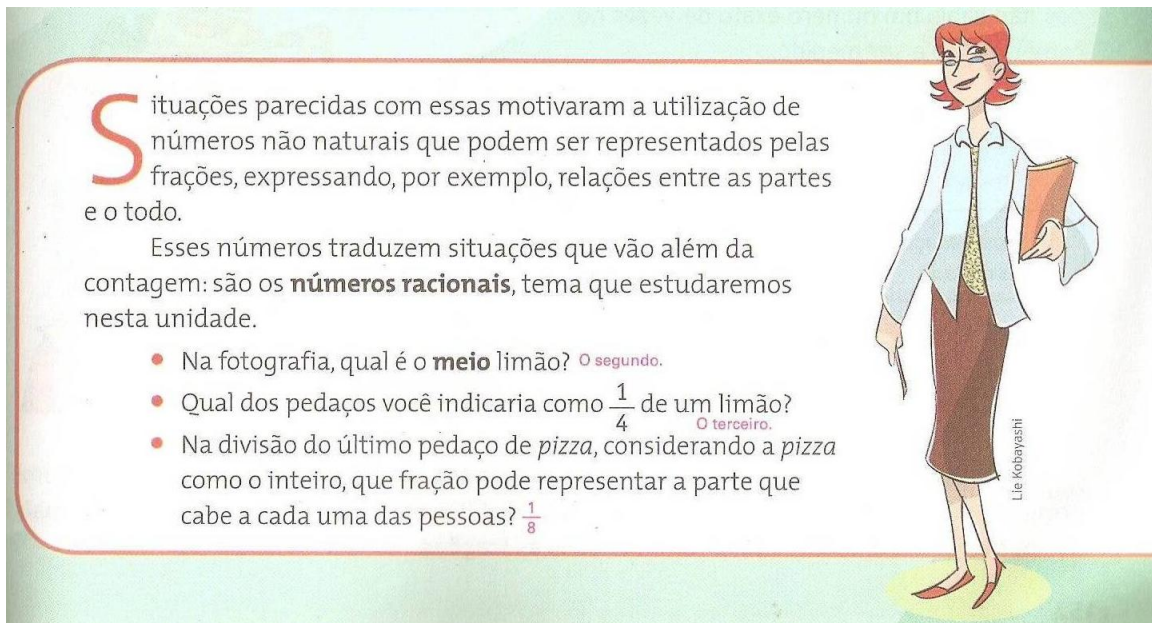 Situações parecidas com essas motivaram a utilização de
números não naturais que podem ser representados pelas
frações, expressando, por exemplo, relações entre as partes
e o todo.
Esses números traduzem situações que vão além da
contagem: são os números racionais, tema que estudaremos
nesta unidade.
• Na fotografia, qual é o meio limão? O segundo.
• Qual dos pedaços você indicaria como 1/4 de um limão?
O terceiro.
• Na divisão do último pedaço de pizza, considerando a pizza
como o inteiro, que fração pode representar a parte que
cabe a cada uma das pessoas? 1/8
Lie Kobayashi